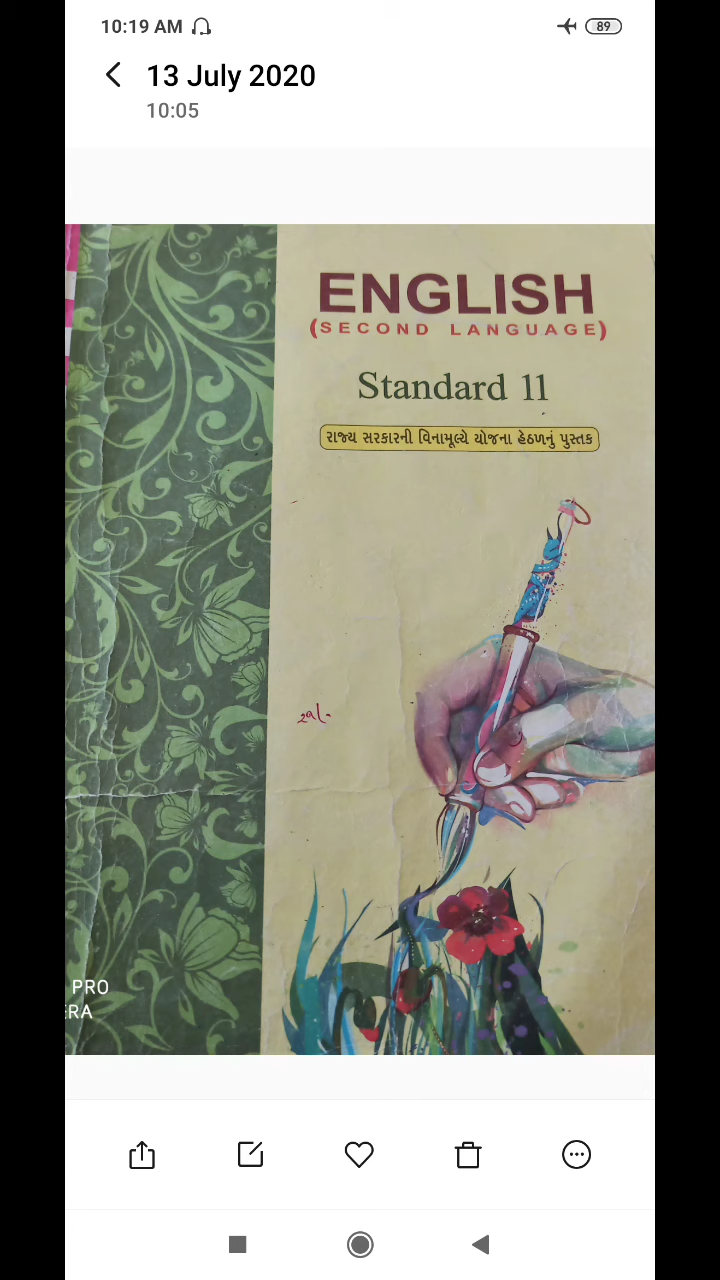 10:19 AM
89
13 July 2020
10:05
ENGLISH
(SECOND LANGUAGE)
Standard 11
રાજ્ય સરકારની વિનામૂલ્યે યોજના હેઠળનું પુસ્તક
PRO
ERA